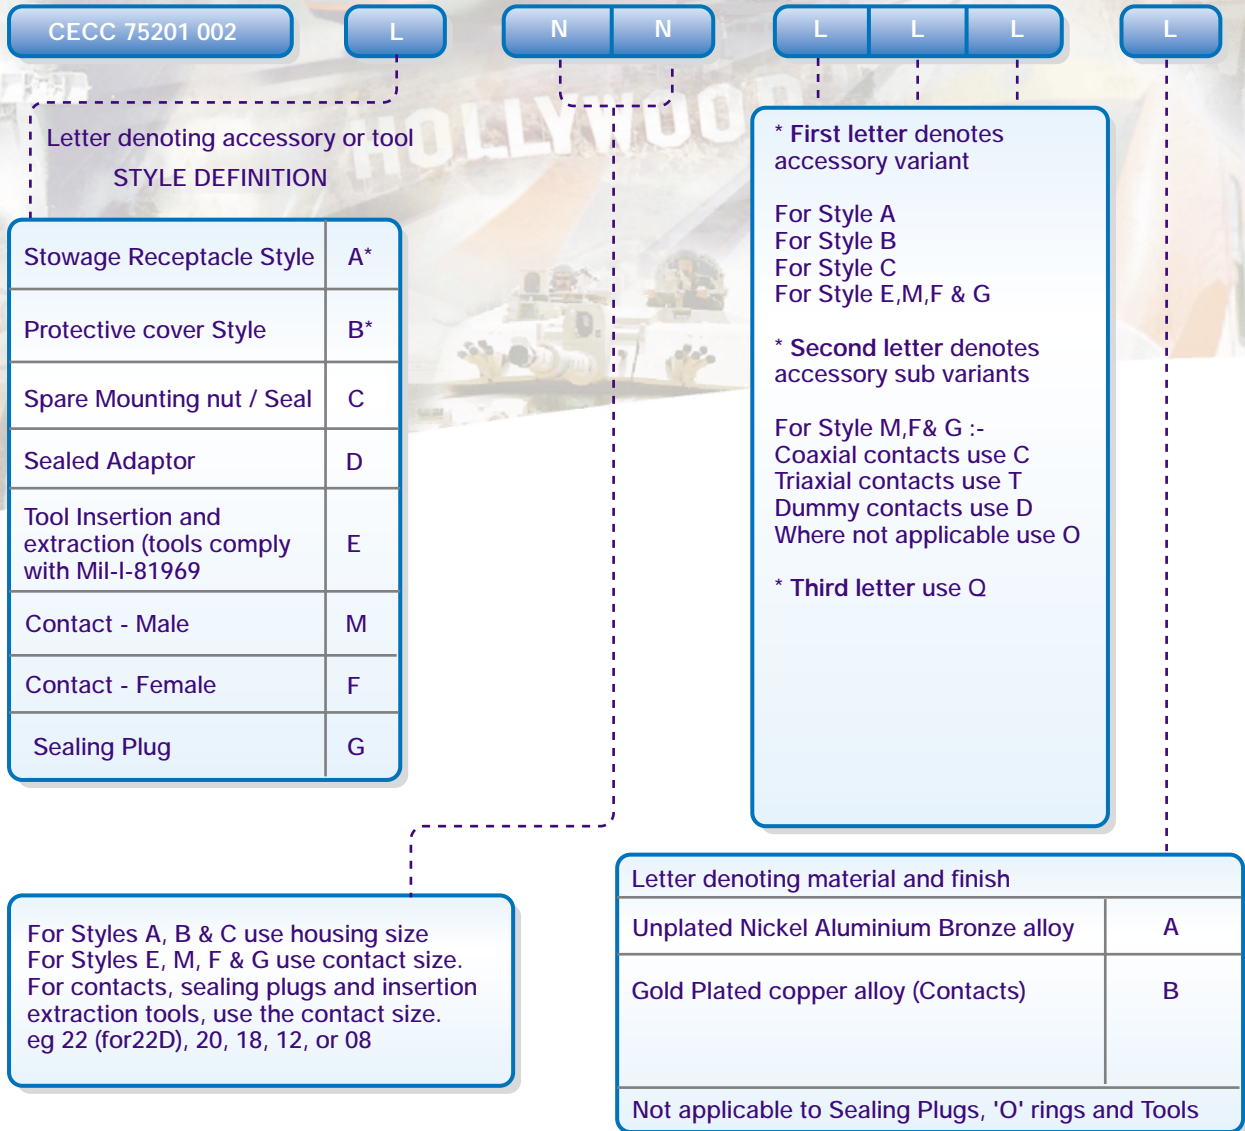 CECC 75201 002 L N N L L L L
HOLLYWOOD
Letter denoting accessory or tool
STYLE DEFINITION
Stowage Receptacle Style A*
Protective cover Style B*
Spare Mounting nut / Seal C
Sealed Adaptor D
Tool Insertion and
extraction (tools comply
with Mil-I-81969
E
Contact - Male M
Contact - Female F
Sealing Plug G
* First letter denotes
accessory variant
For Style A
For Style B
For Style C
For Style E,M,F & G
* Second letter denotes
accessory sub variants
For Style M,F& G :-
Coaxial contacts use C
Triaxial contacts use T
Dummy contacts use D
Where not applicable use O
* Third letter use Q
For Styles A, B & C use housing size
For Styles E, M, F & G use contact size.
For contacts, sealing plugs and insertion
extraction tools, use the contact size.
eg 22 (for22D), 20, 18, 12, or 08
Letter denoting material and finish
Unplated Nickel Aluminium Bronze alloy A
Gold Plated copper alloy (Contacts) B
Not applicable to Sealing Plugs, 'O' rings and Tools